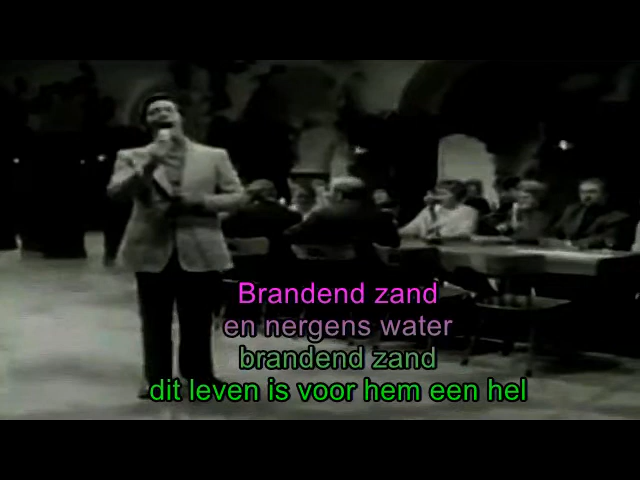 Brandend zand
en nergens water
brandend zand
dit leven is voor hem een hel